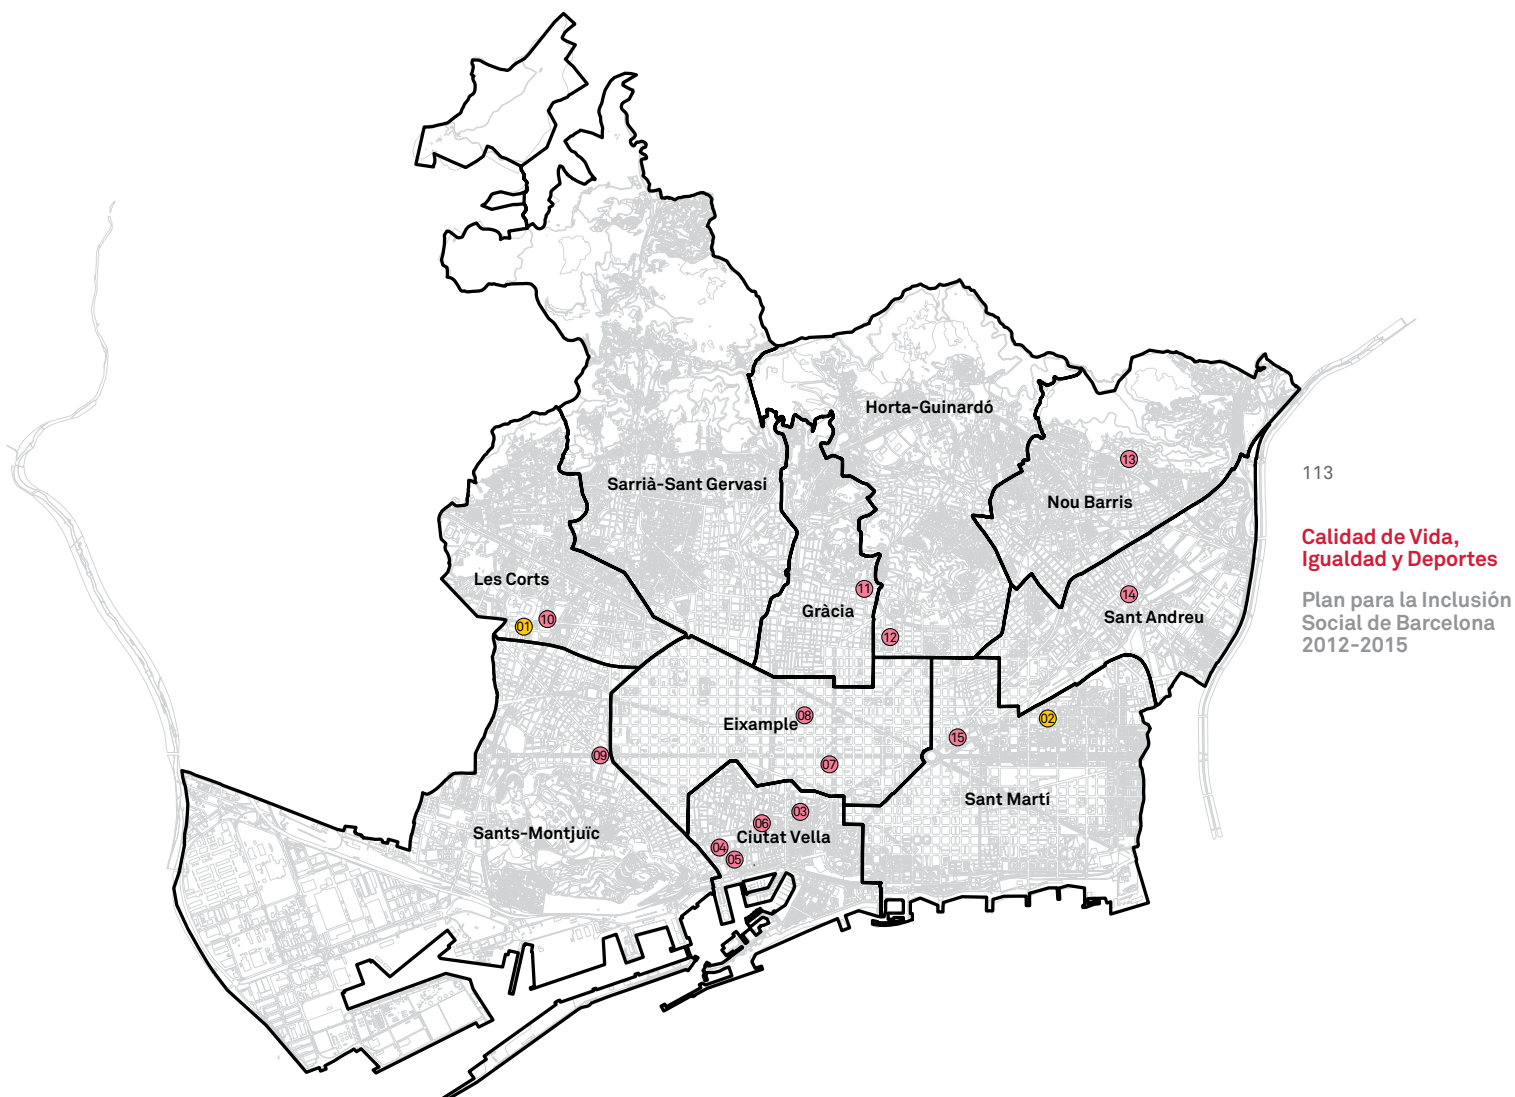 Horta-Guinardó
13
113
Sarrià-Sant Gervasi
Nou Barris
Calidad de Vida,
Igualdad y Deportes
Les Corts
11
14
Plan para la Inclusión
Social de Barcelona
2012-2015
Gràcia
Sant Andreu
01
10
12
08
02
Eixample
15
09
07
Sant Martí
03
06
Sants-Montjuïc
Ciutat Vella
04
05